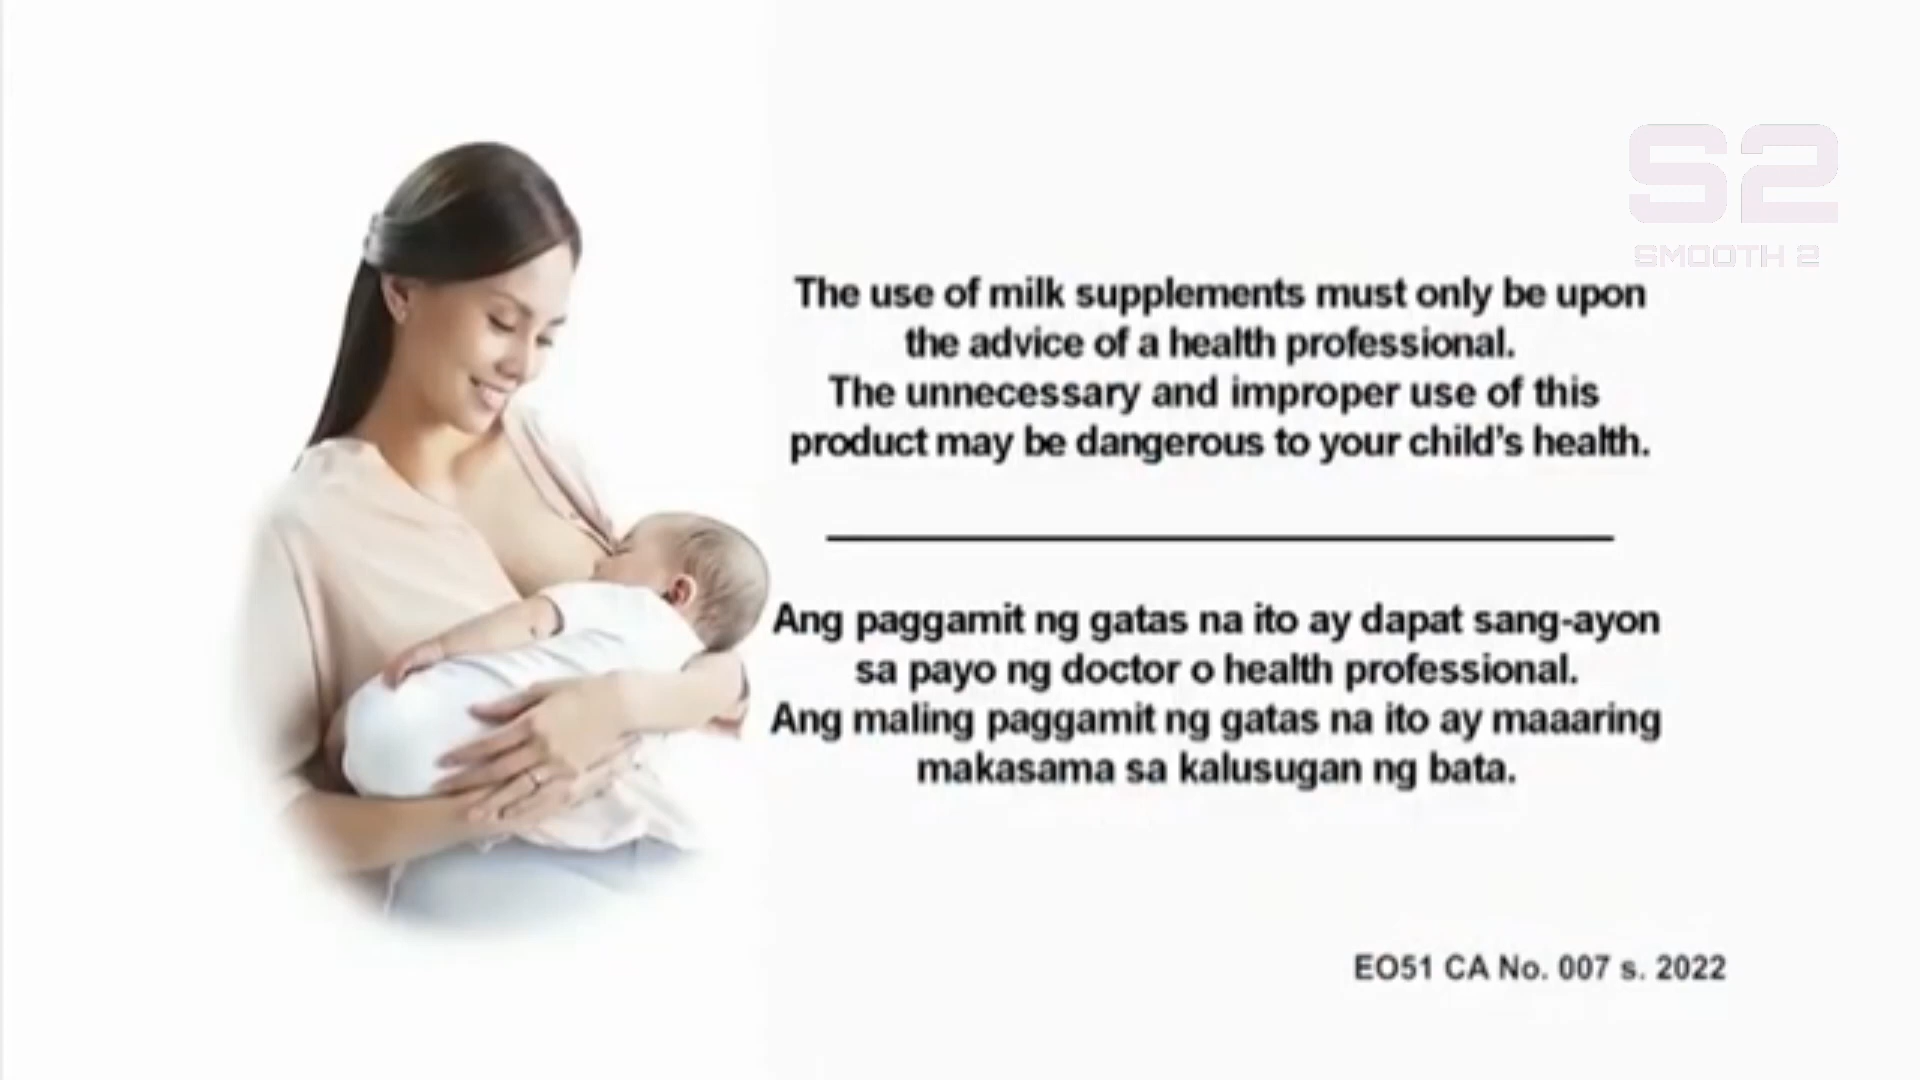 S2
SMOOTH 2
The use of milk supplements must only be upon
the advice of a health professional.
The unnecessary and improper use of this
product may be dangerous to your child's health.
Ang paggamit ng gatas na ito ay dapat sang-ayon
sa payo ng doctor o health professional.
Ang maling paggamit ng gatas na ito ay maaaring
makasama sa kalusugan ng bata.
EO51 CA No. 007 s. 2022